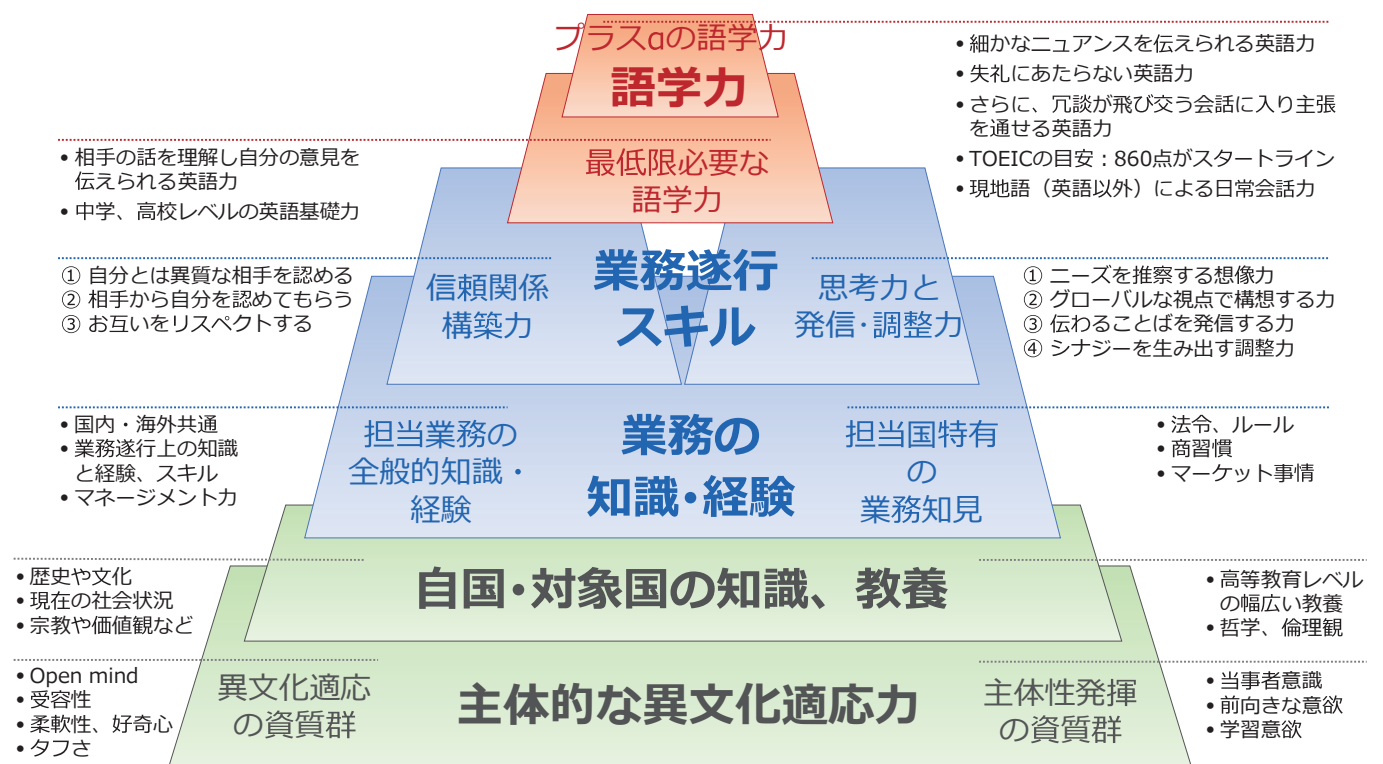 プラスαの語学力
語学力
• 細かなニュアンスを伝えられる英語力
• 失礼にあたらない英語力
• さらに、冗談が飛び交う会話に入り主張
を通せる英語力
• TOEICの目安：860点がスタートライン
• 現地語（英語以外）による日常会話力
• 相手の話を理解し自分の意見を
伝えられる英語力
• 中学、高校レベルの英語基礎力
最低限必要な
語学力
① 自分とは異質な相手を認める
② 相手から自分を認めてもらう
③ お互いをリスペクトする
信頼関係
構築力
業務遂行
スキル
思考力と
発信･調整力
① ニーズを推察する想像力
② グローバルな視点で構想する力
③ 伝わることばを発信する力
④ シナジーを生み出す調整力
• 国内・海外共通
• 業務遂行上の知識
と経験、スキル
• マネージメント力
担当業務の
全般的知識・
経験
業務の
知識･経験
担当国特有
の
業務知見
• 法令、ルール
• 商習慣
• マーケット事情
• 歴史や文化
• 現在の社会状況
• 宗教や価値観など
自国･対象国の知識、教養
• 高等教育レベル
の幅広い教養
• 哲学、倫理観
• Open mind
• 受容性
• 柔軟性、好奇心
• タフさ
異文化適応
の資質群
主体的な異文化適応力
主体性発揮
の資質群
• 当事者意識
• 前向きな意欲
• 学習意欲